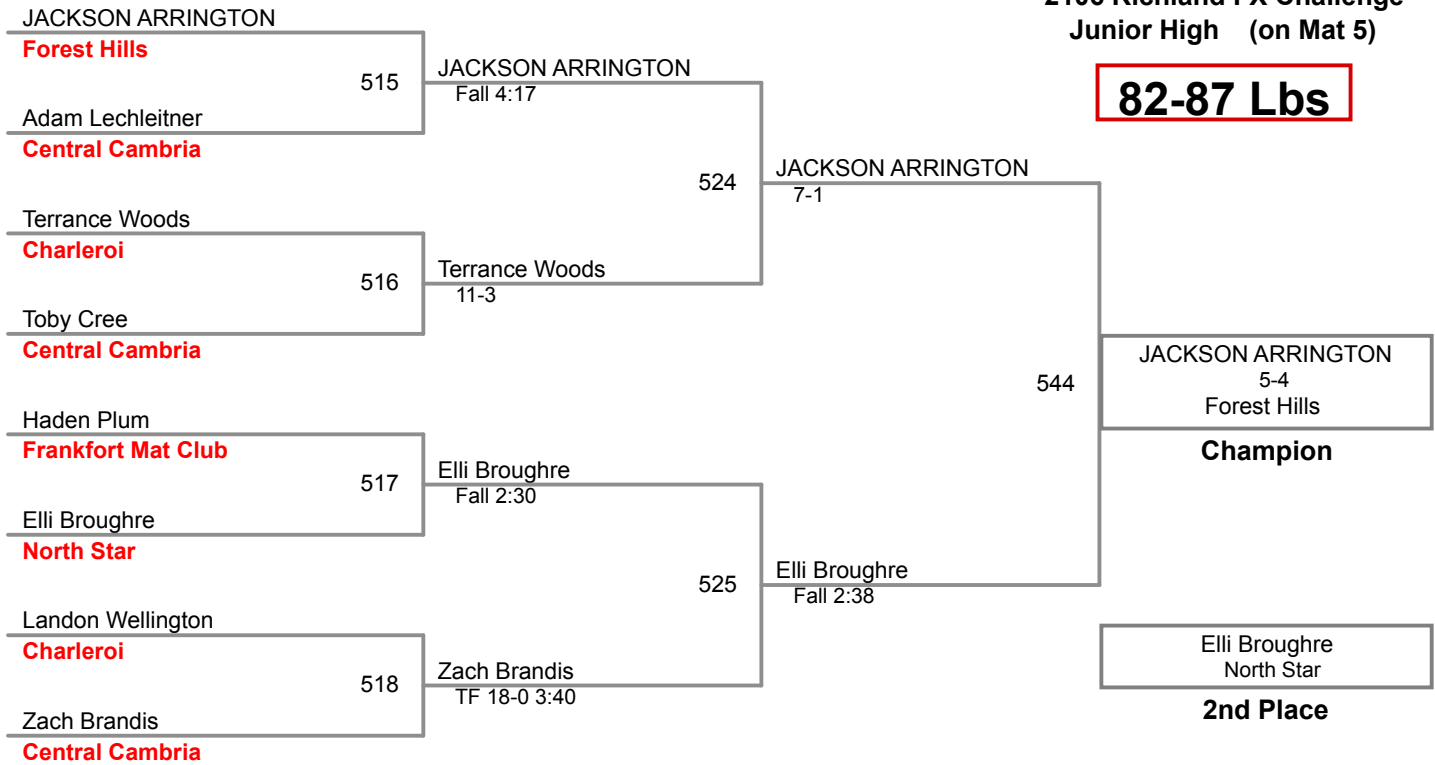 Challenge
Junior High (on Mat 5)
82-87 Lbs
JACKSON ARRINGTON
Forest Hills
515
JACKSON ARRINGTON
Fall 4:17
Adam Lechleitner
Central Cambria
524
JACKSON ARRINGTON
7-1
Terrance Woods
Charleroi
516
Terrance Woods
11-3
Toby Cree
Central Cambria
544
JACKSON ARRINGTON
5-4
Forest Hills
Champion
Haden Plum
Frankfort Mat Club
517
Elli Broughre
Fall 2:30
Elli Broughre
North Star
525
Elli Broughre
Fall 2:38
Landon Wellington
Charleroi
518
Zach Brandis
TF 18-0 3:40
Zach Brandis
Central Cambria
Elli Broughre
North Star
2nd Place